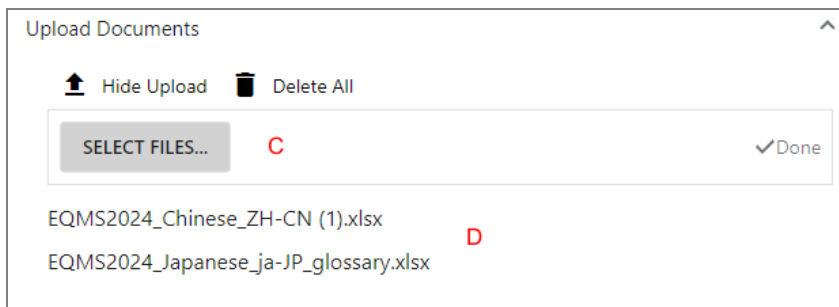 Upload Documents
Hide Upload Delete All
SELECT FILES... C Done
EQMS2024_Chinese_ZH-CN (1).xlsx
D
EQMS2024_Japanese_ja-JP_glossary.xlsx